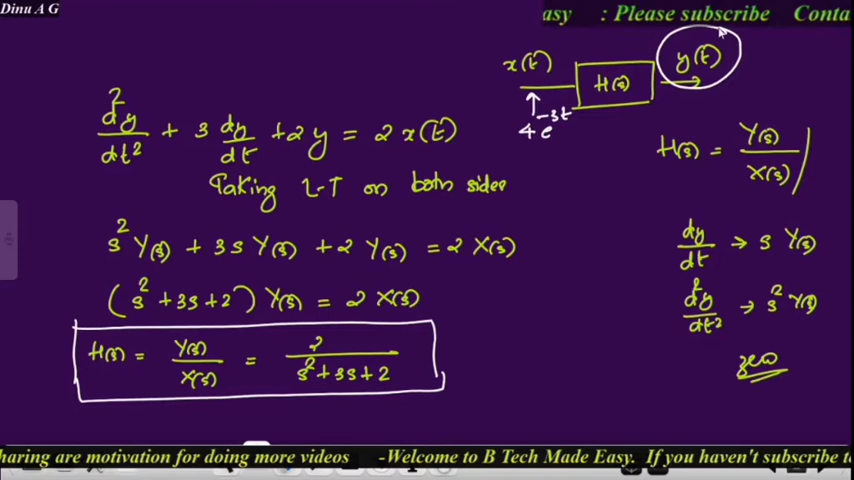 Dinu A G
asy : Please subscribe Conta
x(t)
H(s)
y(t)
4 e^-3t
d²y/dt² + 3 dy/dt + 2y = 2 x(t)
Taking L-T on both sides
H(s) = Y(s)/X(s)
s² Y(s) + 3s Y(s) + 2 Y(s) = 2 X(s)
dy/dt → s Y(s)
(s² + 3s + 2) Y(s) = 2 X(s)
d²y/dt² → s² Y(s)
H(s) = Y(s)/X(s) = 2/(s² + 3s + 2)
zero
haring are motivation for doing more videos -Welcome to B Tech Made Easy. If you haven't subscribe to